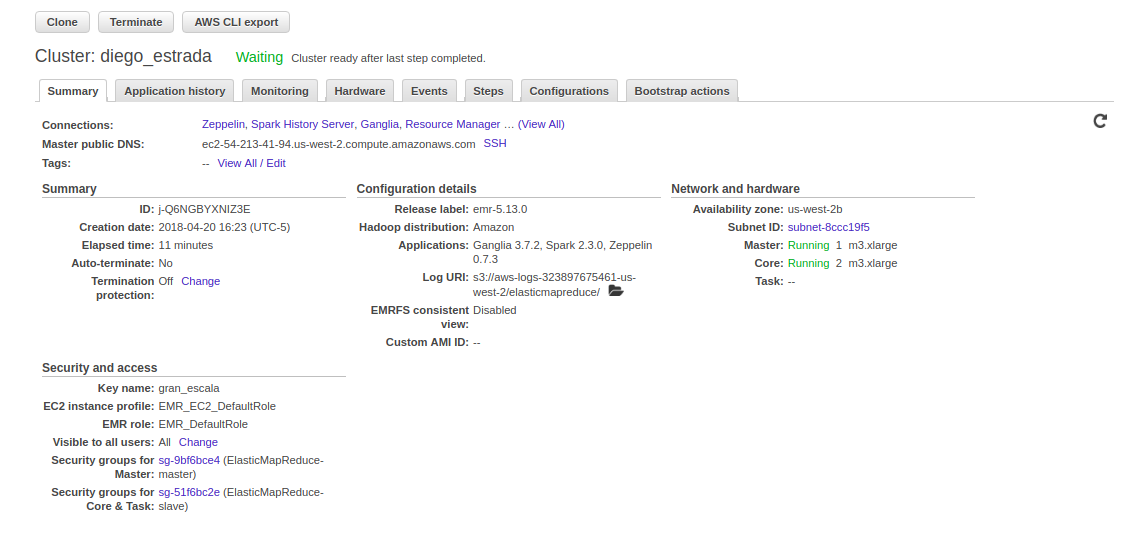 Clone Terminate AWS CLI export
Cluster: diego_estrada Waiting Cluster ready after last step completed.
Summary Application history Monitoring Hardware Events Steps Configurations Bootstrap actions
Connections: Zeppelin, Spark History Server, Ganglia, Resource Manager … (View All)
Master public DNS: ec2-54-213-41-94.us-west-2.compute.amazonaws.com SSH
Tags: -- View All / Edit
Summary
ID: j-Q6NGBYXNIZ3E
Creation date: 2018-04-20 16:23 (UTC-5)
Elapsed time: 11 minutes
Auto-terminate: No
Termination Off Change
protection:
Configuration details
Release label: emr-5.13.0
Hadoop distribution: Amazon
Applications: Ganglia 3.7.2, Spark 2.3.0, Zeppelin
0.7.3
Log URI: s3://aws-logs-323897675461-us-
west-2/elasticmapreduce/
EMRFS consistent Disabled
view:
Custom AMI ID: --
Network and hardware
Availability zone: us-west-2b
Subnet ID: subnet-8ccc19f5
Master: Running 1 m3.xlarge
Core: Running 2 m3.xlarge
Task: --
Security and access
Key name: gran_escala
EC2 instance profile: EMR_EC2_DefaultRole
EMR role: EMR_DefaultRole
Visible to all users: All Change
Security groups for sg-9bf6bce4 (ElasticMapReduce-
Master: master)
Security groups for sg-51f6bc2e (ElasticMapReduce-
Core & Task: slave)